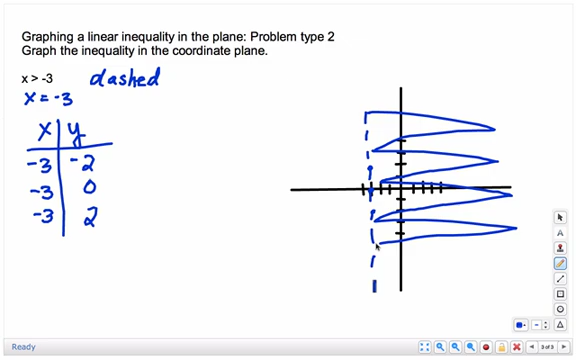 Graphing a linear inequality in the plane: Problem type 2
Graph the inequality in the coordinate plane.
x > -3 dashed
x = -3
x y
-3 -2
-3 0
-3 2
Ready
3 of 3